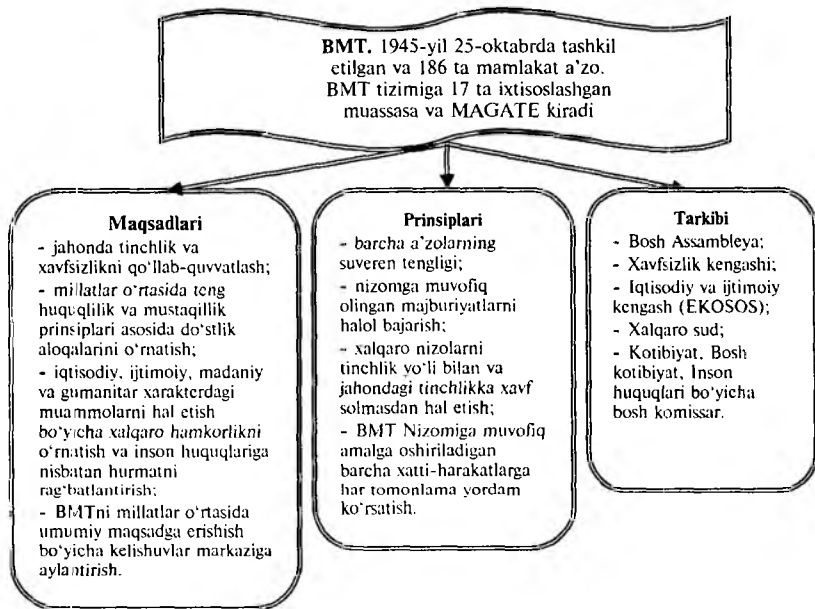 BMT. 1945-yil 25-oktabrda tashkil
etilgan va 186 ta mamlakat a'zo.
BMT tizimiga 17 ta ixtisoslashgan
muassasa va MAGATE kiradi
Maqsadlari
- jahonda tinchlik va
xavfsizlikni qo'llab-quvvatlash;
- millatlar o'rtasida teng
huquqlilik va mustaqillik
prinsiplari asosida do'stlik
aloqalarini o'rnatish;
- iqtisodiy, ijtimoiy, madaniy
va gumanitar xarakterdagi
muammolarni hal etish
bo'yicha xalqaro hamkorlikni
o'rnatish va inson huquqlariga
nisbatan hurmatni
rag'batlantirish;
- BMTni millatlar o'rtasida
umumiy maqsadga erishish
bo'yicha kelishuvlar markaziga
aylantirish.
Prinsiplari
- barcha a'zolarning
suveren tengligi;
- nizomga muvofiq
olingan majburiyatlarni
halol bajarish;
- xalqaro nizolarni
tinchlik yo'li bilan va
jahondagi tinchlikka xavf
solmasdan hal etish;
- BMT Nizomiga muvofiq
amalga oshiriladigan
barcha xatti-harakatlarga
har tomonlama yordam
ko'rsatish.
Tarkibi
- Bosh Assambleya;
- Xavfsizlik kengashi;
- Iqtisodiy va ijtimoiy
kengash (EKOSOS);
- Xalqaro sud;
- Kotibiyat, Bosh
kotibiyat, Inson
huquqlari bo'yicha
bosh komissar.